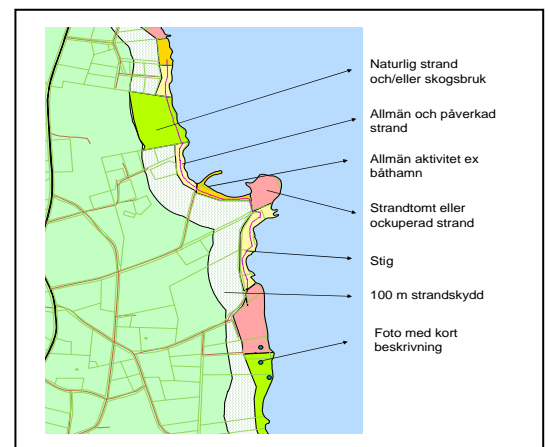 Naturlig strand
och/eller skogsbruk
Allmän och påverkad
strand
Allmän aktivitet ex
båthamn
Strandtomt eller
ockuperad strand
Stig
100 m strandskydd
Foto med kort
beskrivning